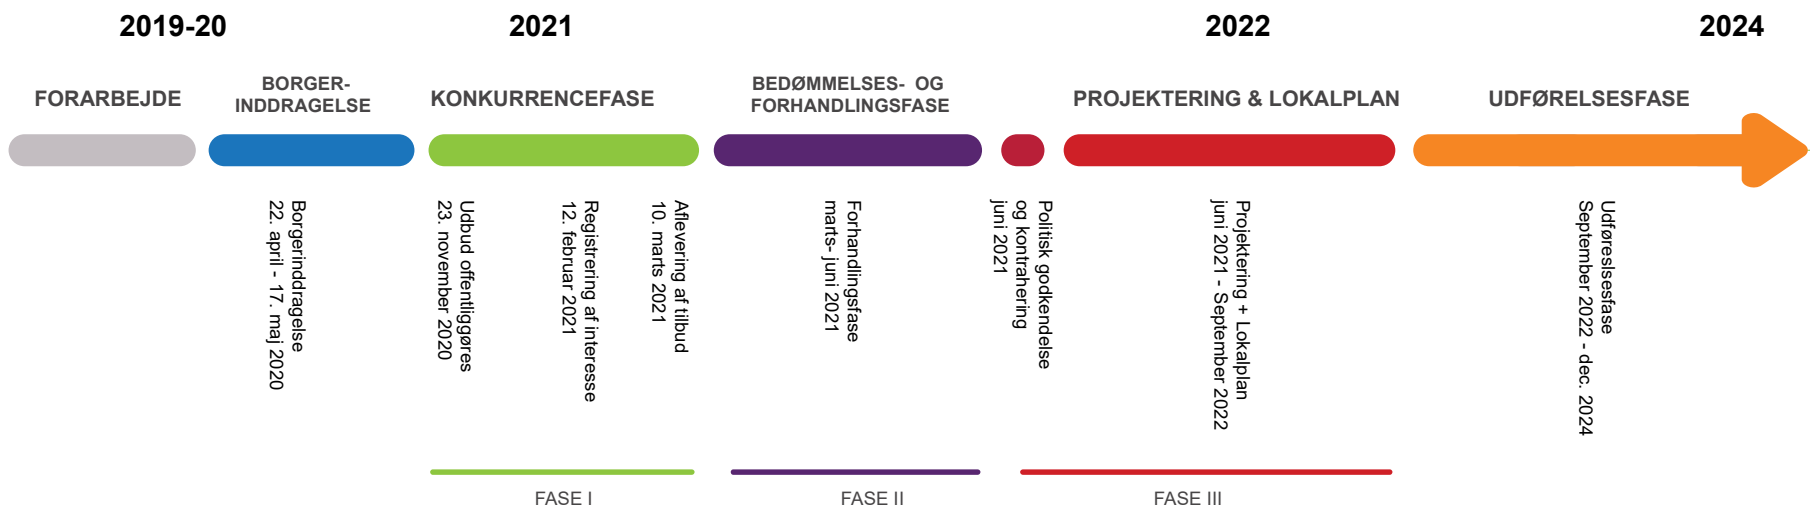 2019-20
2021
2022
2024
FORARBEJDE
BORGER-
INDDRAGELSE
KONKURRENCEFASE
BEDØMMELSES- OG
FORHANDLINGSFASE
PROJEKTERING & LOKALPLAN
UDFØRELSESFASE
Borgerinddragelse
22. april - 17. maj 2020
Udbud offentliggøres
23. november 2020
Registrering af interesse
12. februar 2021
Aflevering af tilbud
10. marts 2021
Forhandlingsfase
marts- juni 2021
Politisk godkendelse
og kontrahering
juni 2021
Projektering + Lokalplan
juni 2021 - September 2022
Udføreslsesfase
September 2022 - dec. 2024
FASE I
FASE II
FASE III